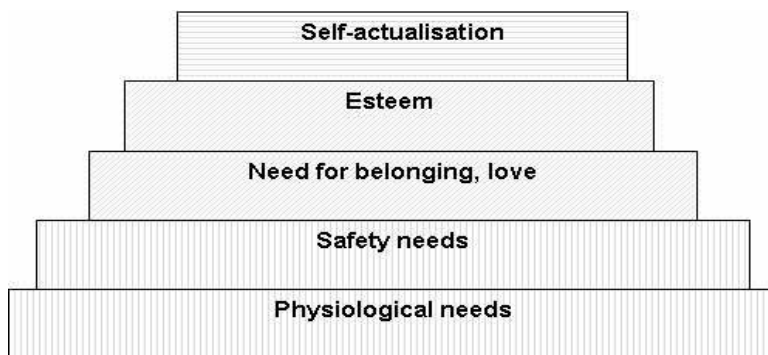 Self-actualisation
Esteem
Need for belonging, love
Safety needs
Physiological needs